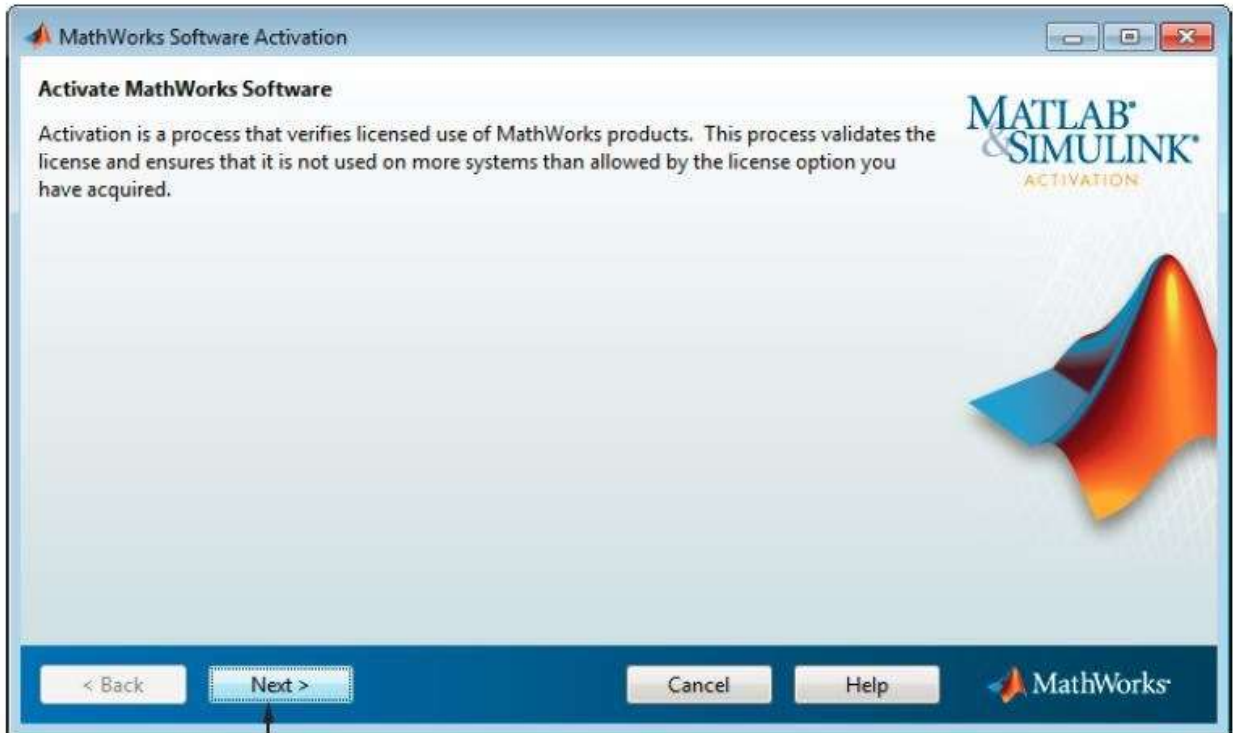 MathWorks Software Activation
Activate MathWorks Software
Activation is a process that verifies licensed use of MathWorks products. This process validates the
license and ensures that it is not used on more systems than allowed by the license option you
have acquired.
MATLAB®
&SIMULINK®
ACTIVATION
< Back
Next >
Cancel
Help
MathWorks®